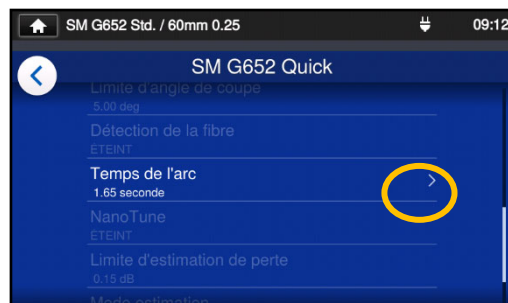 SM G652 Std. / 60mm 0.25
09:12
SM G652 Quick
Limite d'angle de coupe
5.00 deg
Détection de la fibre
ÉTEINT
Temps de l'arc
1.65 seconde
NanoTune
ÉTEINT
Limite d'estimation de perte
0.15 dB
Mode estimation